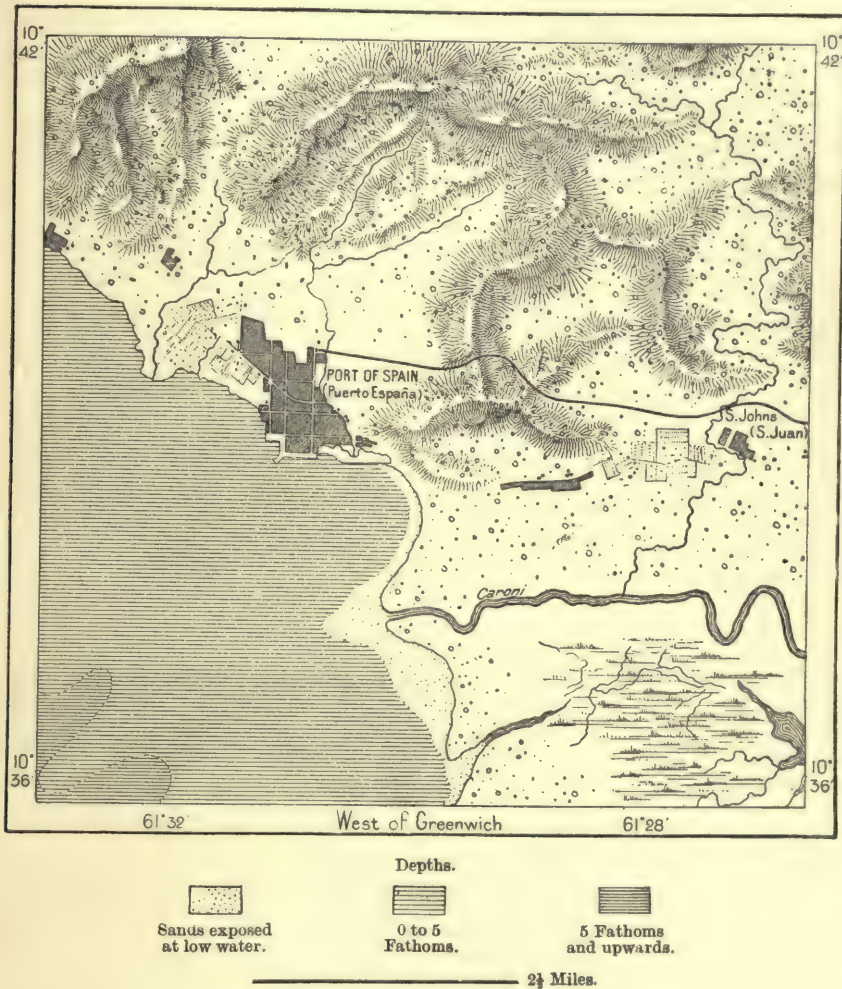 10°
42'
10°
42'
PORT OF SPAIN
(Puerto España)
S. Johns
(S. Juan)
Caroni
10°
36'
10°
36'
61°32'
West of Greenwich
61°28'
Depths.
Sands exposed
at low water.
0 to 5
Fathoms.
5 Fathoms
and upwards.
2½ Miles.